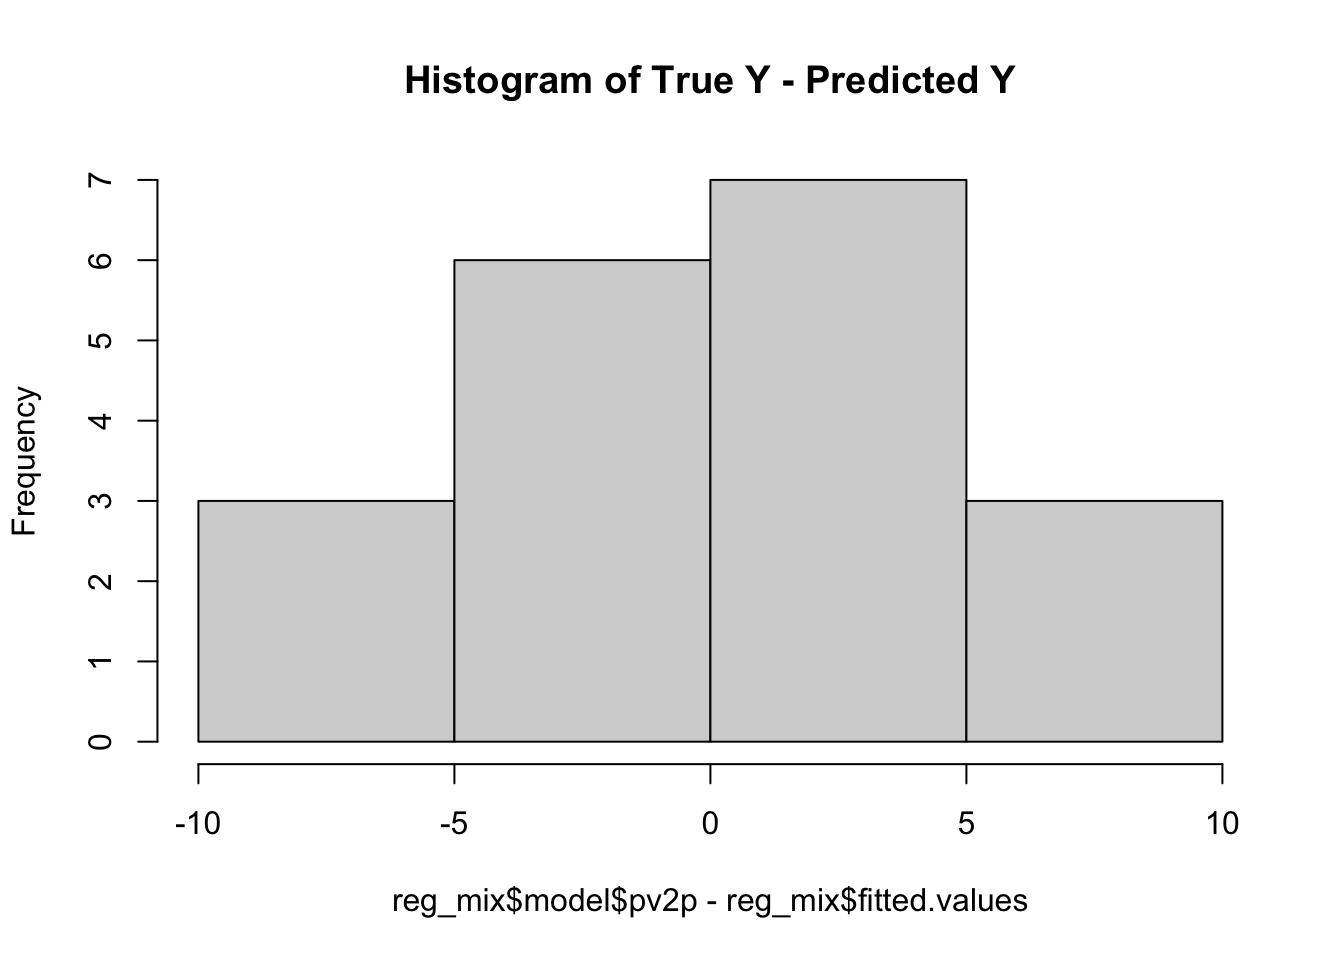 Histogram of True Y - Predicted Y
Frequency
7
6
5
4
3
2
1
0
-10 -5 0 5 10
reg_mix$model$pv2p - reg_mix$fitted.values